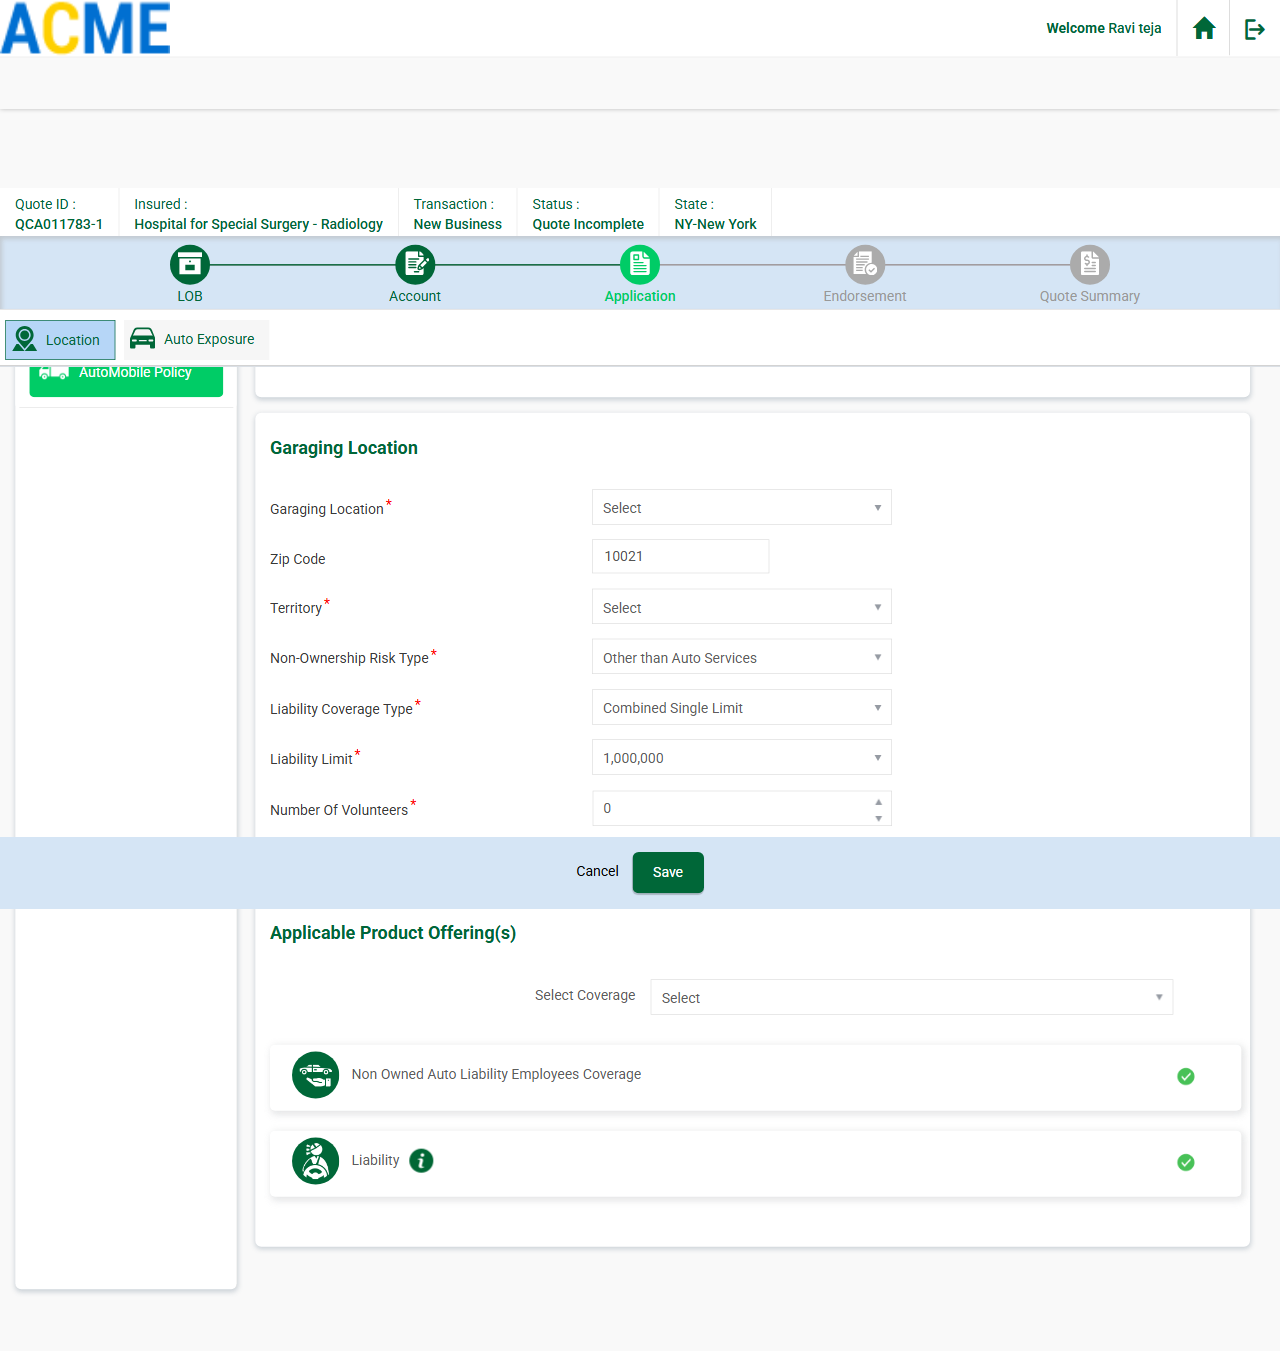 ACME
Welcome Ravi teja
Quote ID :
QCA011783-1
Insured :
Hospital for Special Surgery - Radiology
Transaction :
New Business
Status :
Quote Incomplete
State :
NY-New York
LOB
Account
Application
Endorsement
Quote Summary
Location
Auto Exposure
AutoMobile Policy
Garaging Location
Garaging Location *
Select
Zip Code
10021
Territory *
Select
Non-Ownership Risk Type *
Other than Auto Services
Liability Coverage Type *
Combined Single Limit
Liability Limit *
1,000,000
Number Of Volunteers *
0
Cancel
Save
Applicable Product Offering(s)
Select Coverage
Select
Non Owned Auto Liability Employees Coverage
Liability